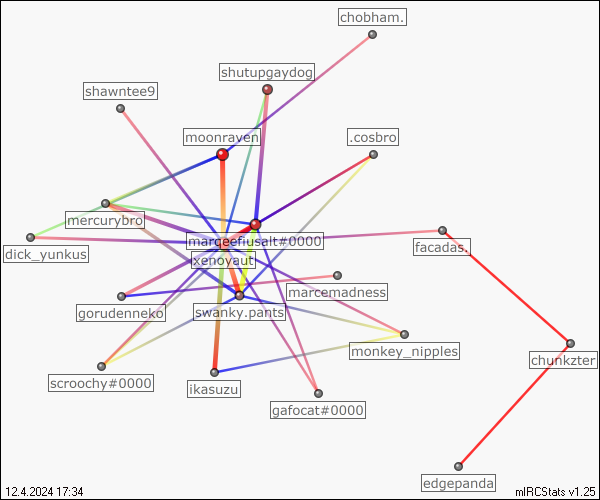 chobham.
shutupgaydog
shawntee9
moonraven
.cosbro
mercurybro
marqeefiusalt#0000
facadas.
dick_yunkus
xenoyaut
marcemadness
gorudenneko
swanky.pants
monkey_nipples
chunkzter
scroochy#0000
ikasuzu
gafocat#0000
edgepanda
12.4.2024 17:34
mIRCStats v1.25